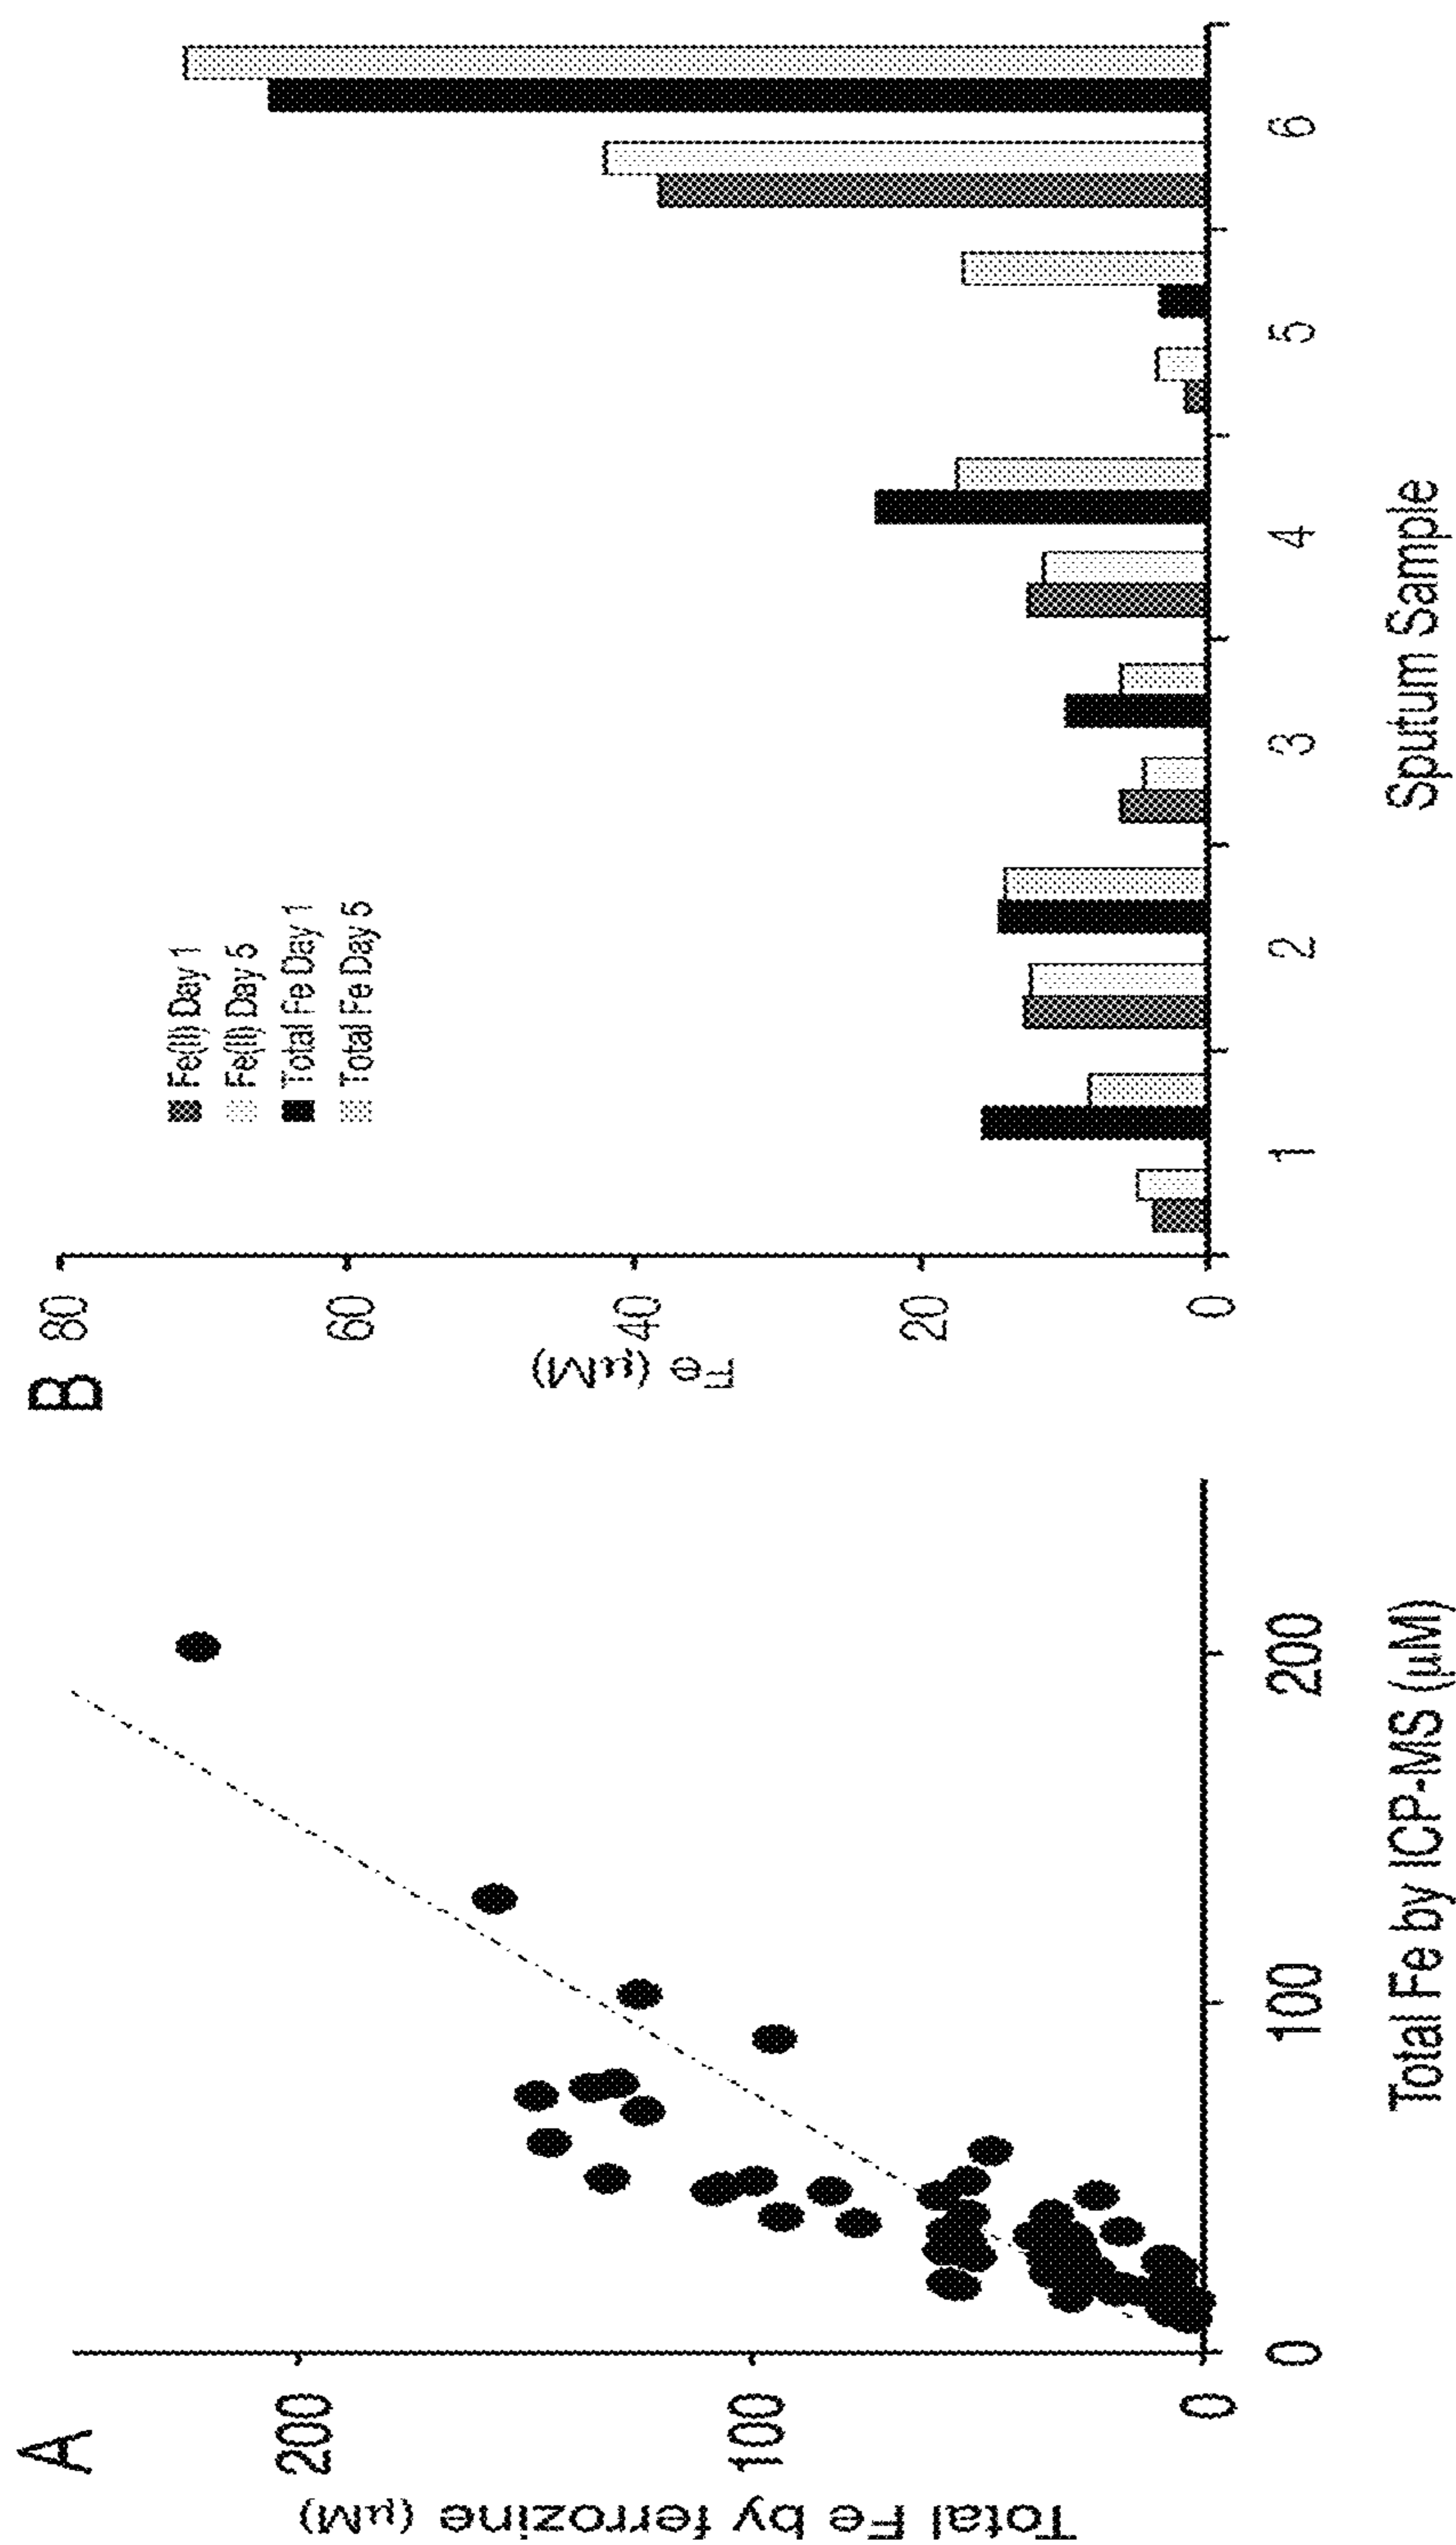 A
Total Fe by ferrozine (μM)
200
100
0
0
100
200
Total Fe by ICP-MS (μM)
B
Fe (μM)
80
60
40
20
0
Fe(II) Day 1
Fe(II) Day 5
Total Fe Day 1
Total Fe Day 5
1
2
3
4
5
6
Sputum Sample